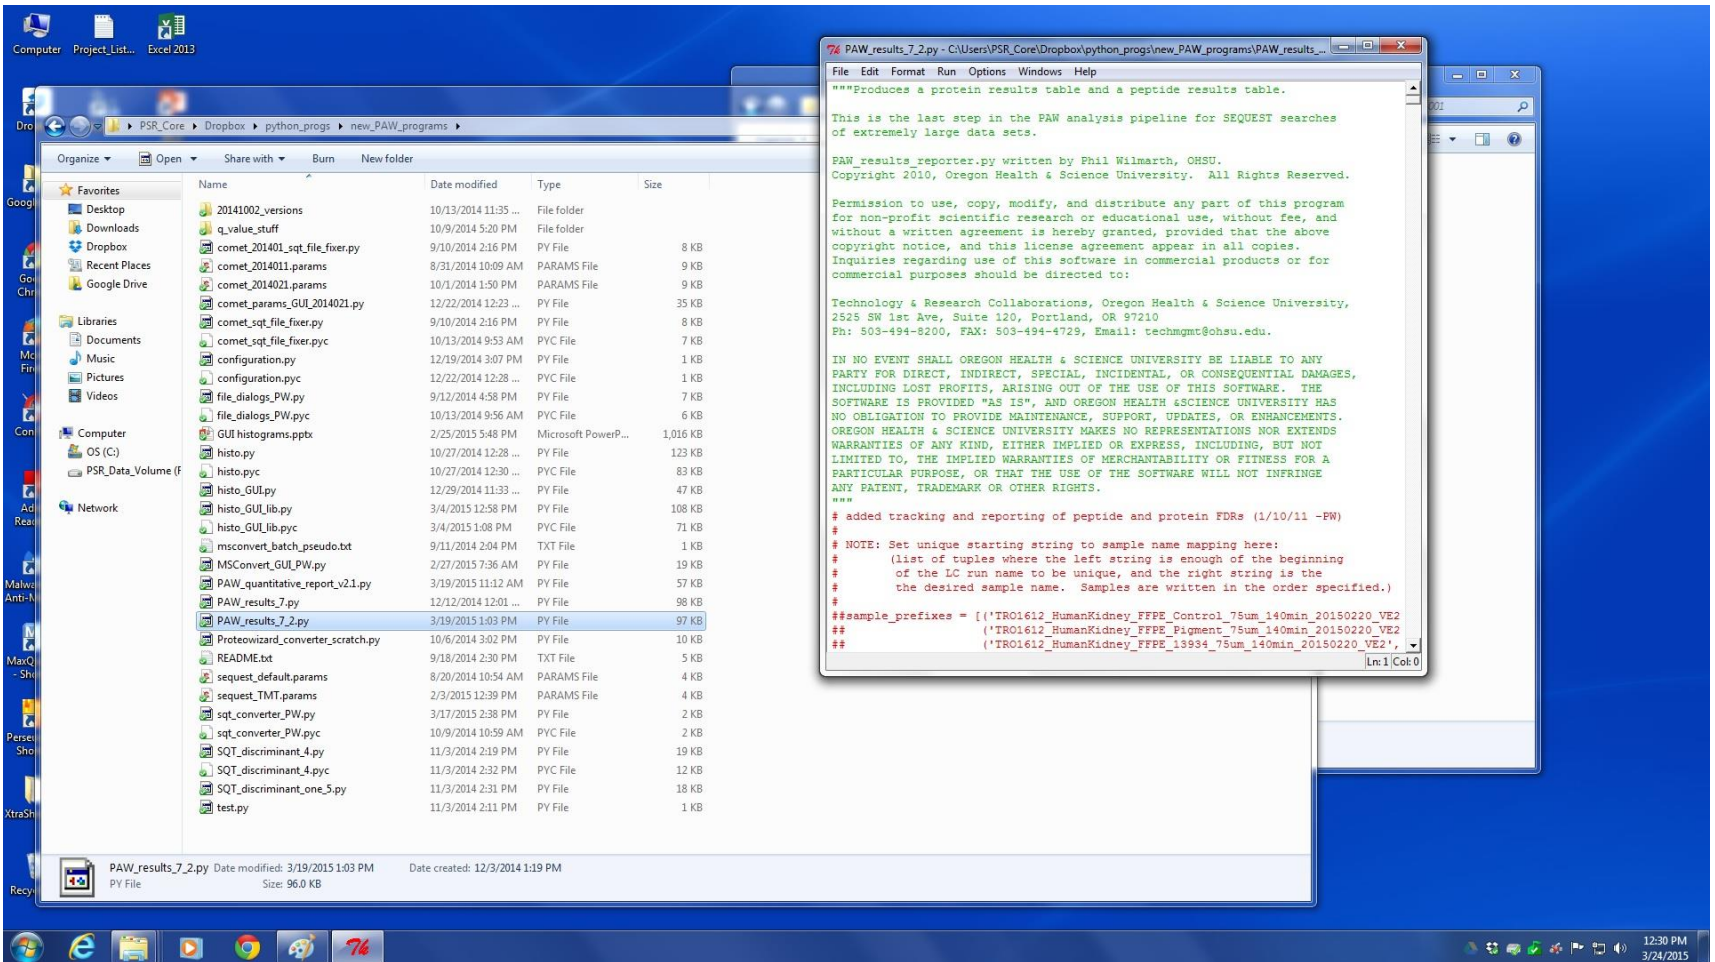 Computer Project_List... Excel 2013
PAW_results_7_2.py - C:\Users\PSR_Core\Dropbox\python_progs\new_PAW_programs\PAW_results_...
File Edit Format Run Options Windows Help
PSR_Core Dropbox python_progs new_PAW_programs
Organize Open Share with Burn New folder
Favorites
Desktop
Downloads
Dropbox
Recent Places
Google Drive
Libraries
Documents
Music
Pictures
Videos
Computer
OS (C:)
PSR_Data_Volume (F
Network
Name Date modified Type Size
20141002_versions 10/13/2014 11:35 ... File folder
q_value_stuff 10/9/2014 5:20 PM File folder
comet_201401_sqt_file_fixer.py 9/10/2014 2:16 PM PY File 8 KB
comet_2014011.params 8/31/2014 10:09 AM PARAMS File 9 KB
comet_2014021.params 10/1/2014 1:50 PM PARAMS File 9 KB
comet_params_GUI_2014021.py 12/22/2014 12:23 ... PY File 35 KB
comet_sqt_file_fixer.py 9/10/2014 2:16 PM PY File 8 KB
comet_sqt_file_fixer.pyc 10/13/2014 9:53 AM PYC File 7 KB
configuration.py 12/19/2014 3:07 PM PY File 1 KB
configuration.pyc 12/22/2014 12:28 ... PYC File 1 KB
file_dialogs_PW.py 9/12/2014 4:58 PM PY File 7 KB
file_dialogs_PW.pyc 10/13/2014 9:56 AM PYC File 6 KB
GUI histograms.pptx 2/25/2015 5:48 PM Microsoft PowerP... 1,016 KB
histo.py 10/27/2014 12:28 ... PY File 123 KB
histo.pyc 10/27/2014 12:30 ... PYC File 83 KB
histo_GUI.py 12/29/2014 11:33 ... PY File 47 KB
histo_GUI_lib.py 3/4/2015 12:58 PM PY File 108 KB
histo_GUI_lib.pyc 3/4/2015 1:08 PM PYC File 71 KB
msconvert_batch_pseudo.txt 9/11/2014 2:04 PM TXT File 1 KB
MSConvert_GUI_PW.py 2/27/2015 7:36 AM PY File 19 KB
PAW_quantitative_report_v2.1.py 3/19/2015 11:12 AM PY File 57 KB
PAW_results_7.py 12/12/2014 12:01 ... PY File 98 KB
PAW_results_7_2.py 3/19/2015 1:03 PM PY File 97 KB
Proteowizard_converter_scratch.py 10/6/2014 3:02 PM PY File 10 KB
README.txt 9/18/2014 2:30 PM TXT File 5 KB
sequest_default.params 8/20/2014 10:54 AM PARAMS File 4 KB
sequest_TMT.params 2/3/2015 12:39 PM PARAMS File 4 KB
sqt_converter_PW.py 3/17/2015 2:38 PM PY File 2 KB
sqt_converter_PW.pyc 10/9/2014 10:59 AM PYC File 2 KB
SQT_discriminant_4.py 11/3/2014 2:19 PM PY File 19 KB
SQT_discriminant_4.pyc 11/3/2014 2:32 PM PYC File 12 KB
SQT_discriminant_one_5.py 11/3/2014 2:31 PM PY File 18 KB
test.py 11/3/2014 2:11 PM PY File 1 KB
PAW_results_7_2.py Date modified: 3/19/2015 1:03 PM Date created: 12/3/2014 1:19 PM
PY File Size: 96.0 KB
"""Produces a protein results table and a peptide results table.
This is the last step in the PAW analysis pipeline for SEQUEST searches
of extremely large data sets.
PAW_results_reporter.py written by Phil Wilmarth, OHSU.
Copyright 2010, Oregon Health & Science University. All Rights Reserved.
Permission to use, copy, modify, and distribute any part of this program
for non-profit scientific research or educational use, without fee, and
without a written agreement is hereby granted, provided that the above
copyright notice, and this license agreement appear in all copies.
Inquiries regarding use of this software in commercial products or for
commercial purposes should be directed to:
Technology & Research Collaborations, Oregon Health & Science University,
2525 SW 1st Ave, Suite 120, Portland, OR 97210
Ph: 503-494-8200, FAX: 503-494-4729, Email: techmgmt@ohsu.edu.
IN NO EVENT SHALL OREGON HEALTH & SCIENCE UNIVERSITY BE LIABLE TO ANY
PARTY FOR DIRECT, INDIRECT, SPECIAL, INCIDENTAL, OR CONSEQUENTIAL DAMAGES,
INCLUDING LOST PROFITS, ARISING OUT OF THE USE OF THIS SOFTWARE. THE
SOFTWARE IS PROVIDED "AS IS", AND OREGON HEALTH &SCIENCE UNIVERSITY HAS
NO OBLIGATION TO PROVIDE MAINTENANCE, SUPPORT, UPDATES, OR ENHANCEMENTS.
OREGON HEALTH & SCIENCE UNIVERSITY MAKES NO REPRESENTATIONS NOR EXTENDS
WARRANTIES OF ANY KIND, EITHER IMPLIED OR EXPRESS, INCLUDING, BUT NOT
LIMITED TO, THE IMPLIED WARRANTIES OF MERCHANTABILITY OR FITNESS FOR A
PARTICULAR PURPOSE, OR THAT THE USE OF THE SOFTWARE WILL NOT INFRINGE
ANY PATENT, TRADEMARK OR OTHER RIGHTS.
"""
# added tracking and reporting of peptide and protein FDRs (1/10/11 -PW)
#
# NOTE: Set unique starting string to sample name mapping here:
# (list of tuples where the left string is enough of the beginning
# of the LC run name to be unique, and the right string is the
# the desired sample name. Samples are written in the order specified.)
#
##sample_prefixes = [('TRO1612_HumanKidney_FFPE_Control_75um_140min_20150220_VE2
## ('TRO1612_HumanKidney_FFPE_Pigment_75um_140min_20150220_VE2
## ('TRO1612_HumanKidney_FFPE_13934_75um_140min_20150220_VE2',
Ln: 1 Col: 0
12:30 PM
3/24/2015